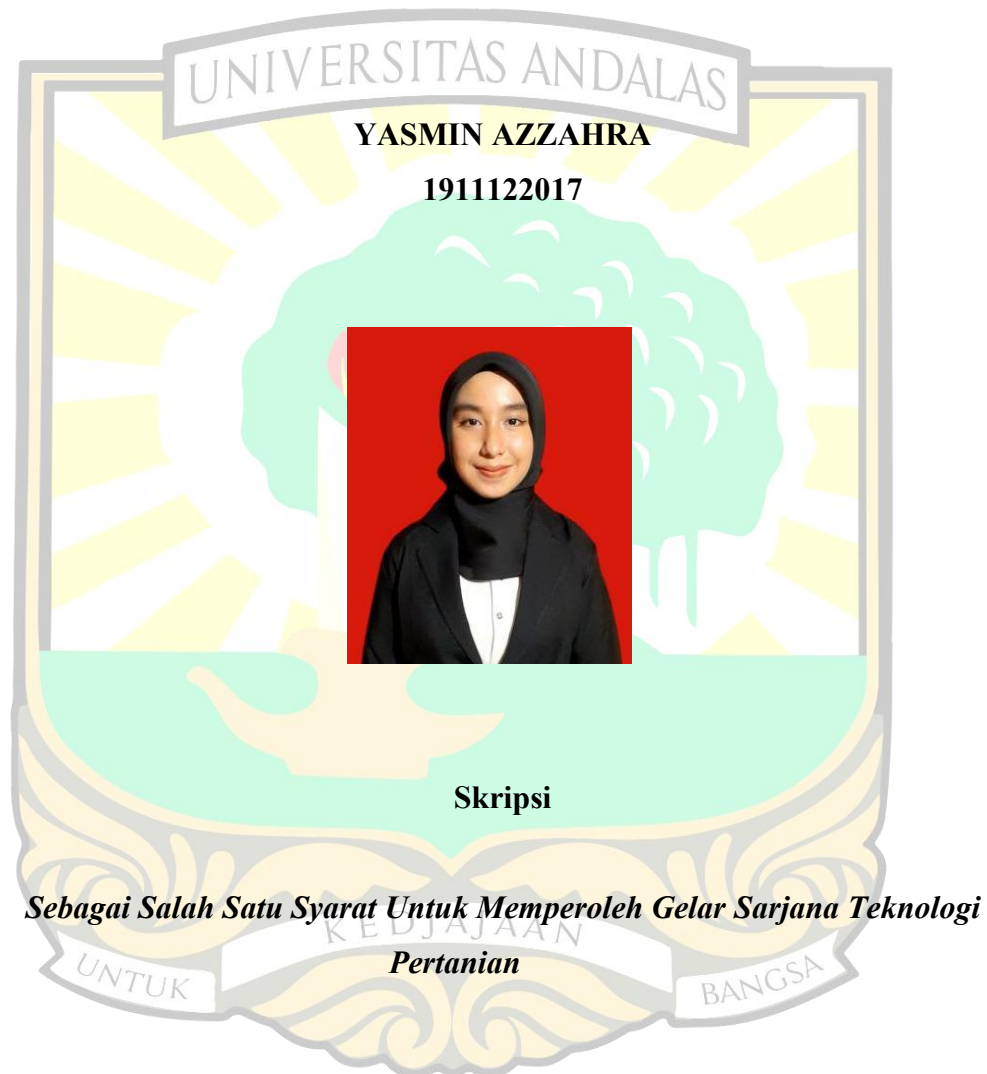 UNIVERSITAS ANDALAS
YASMIN AZZAHRA
1911122017
Skripsi
Sebagai Salah Satu Syarat Untuk Memperoleh Gelar Sarjana Teknologi
Pertanian
UNTUK KEDJAJAAN BANGSA